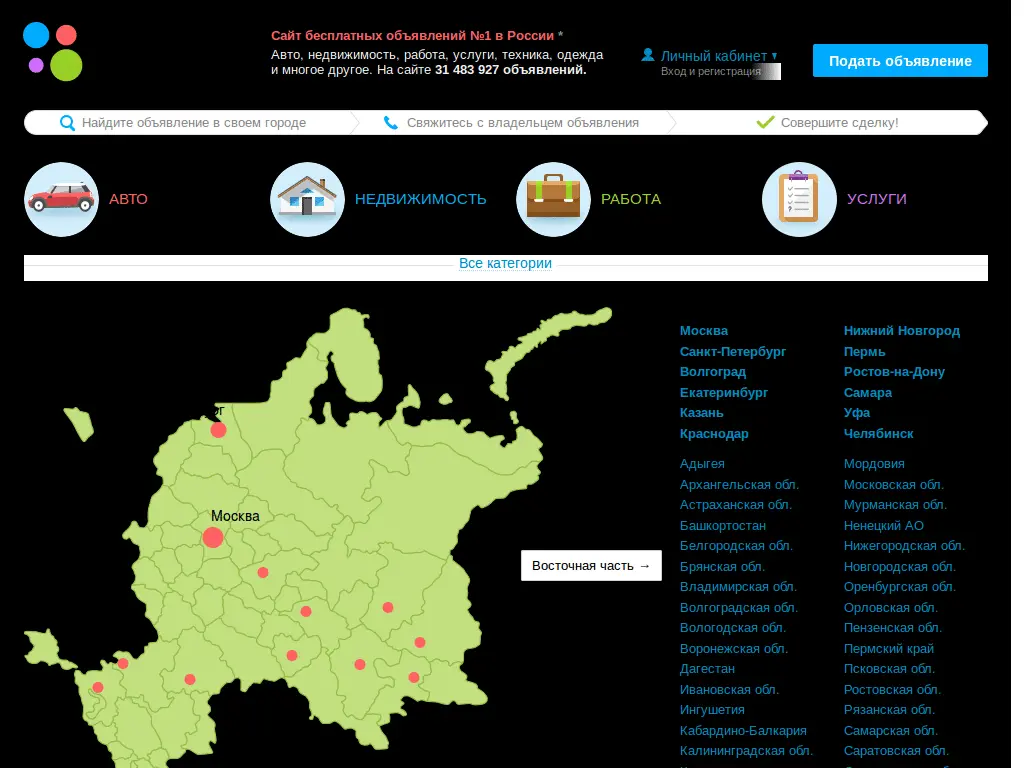 Сайт бесплатных объявлений №1 в России *
Авто, недвижимость, работа, услуги, техника, одежда
и многое другое. На сайте 31 483 927 объявлений.
Личный кабинет ▾
Вход и регистрация
Подать объявление
Найдите объявление в своем городе
Свяжитесь с владельцем объявления
Совершите сделку!
АВТО
НЕДВИЖИМОСТЬ
РАБОТА
УСЛУГИ
Все категории
Москва
Восточная часть →
Москва
Санкт-Петербург
Волгоград
Екатеринбург
Казань
Краснодар
Нижний Новгород
Пермь
Ростов-на-Дону
Самара
Уфа
Челябинск
Адыгея
Архангельская обл.
Астраханская обл.
Башкортостан
Белгородская обл.
Брянская обл.
Владимирская обл.
Волгоградская обл.
Вологодская обл.
Воронежская обл.
Дагестан
Ивановская обл.
Ингушетия
Кабардино-Балкария
Калининградская обл.
Мордовия
Московская обл.
Мурманская обл.
Ненецкий АО
Нижегородская обл.
Новгородская обл.
Оренбургская обл.
Орловская обл.
Пензенская обл.
Пермский край
Псковская обл.
Ростовская обл.
Рязанская обл.
Самарская обл.
Саратовская обл.